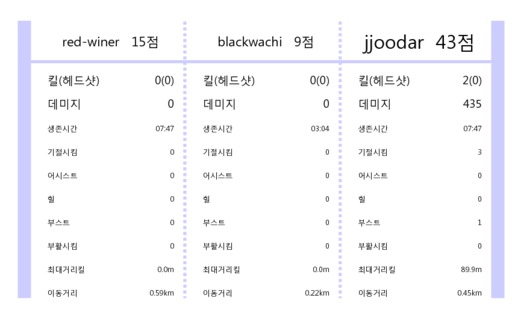 red-winer 15점 blackwachi 9점 jjoodar 43점
킬(헤드샷) 0(0) 킬(헤드샷) 0(0) 킬(헤드샷) 2(0)
데미지 0 데미지 0 데미지 435
생존시간 07:47 생존시간 03:04 생존시간 07:47
기절시킴 0 기절시킴 0 기절시킴 3
어시스트 0 어시스트 0 어시스트 0
힐 0 힐 0 힐 0
부스트 0 부스트 0 부스트 1
부활시킴 0 부활시킴 0 부활시킴 0
최대거리킬 0.0m 최대거리킬 0.0m 최대거리킬 89.9m
이동거리 0.59km 이동거리 0.22km 이동거리 0.45km